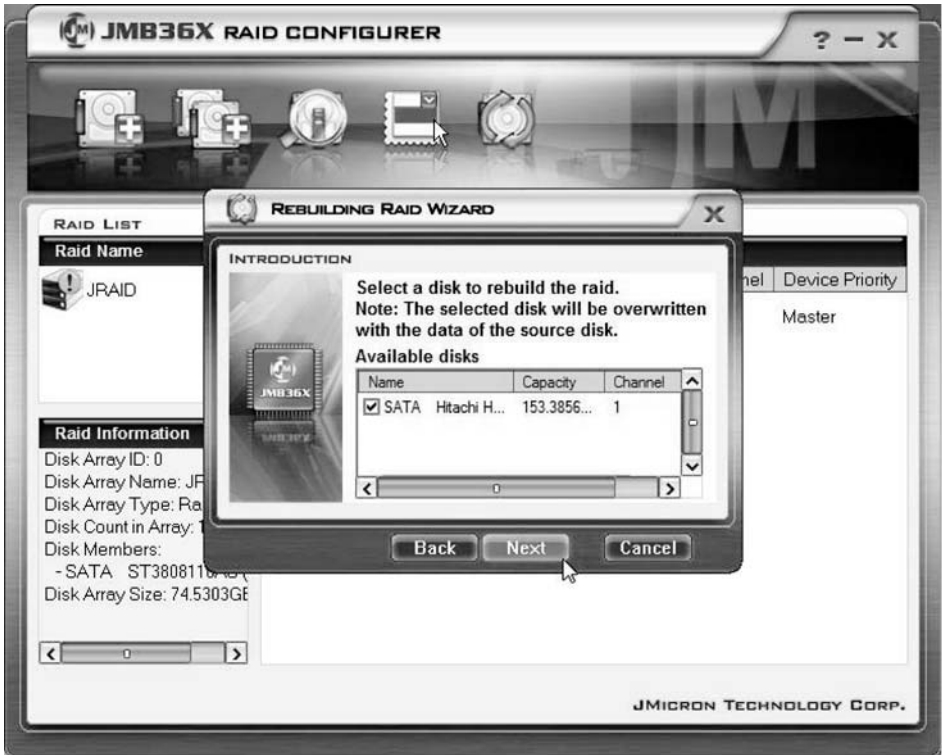 JMB36X RAID CONFIGURER
? – X
JM
RAID LIST
Raid Name
JRAID
nel Device Priority
Master
REBUILDING RAID WIZARD
X
INTRODUCTION
Select a disk to rebuild the raid.
Note: The selected disk will be overwritten
with the data of the source disk.
Available disks
Name Capacity Channel
SATA Hitachi H... 153.3856... 1
JMB36X
Back Next Cancel
Raid Information
Disk Array ID: 0
Disk Array Name: JR
Disk Array Type: Ra
Disk Count in Array: 1
Disk Members:
- SATA
Disk Array Size: 74.5303GB
JMICRON TECHNOLOGY CORP.